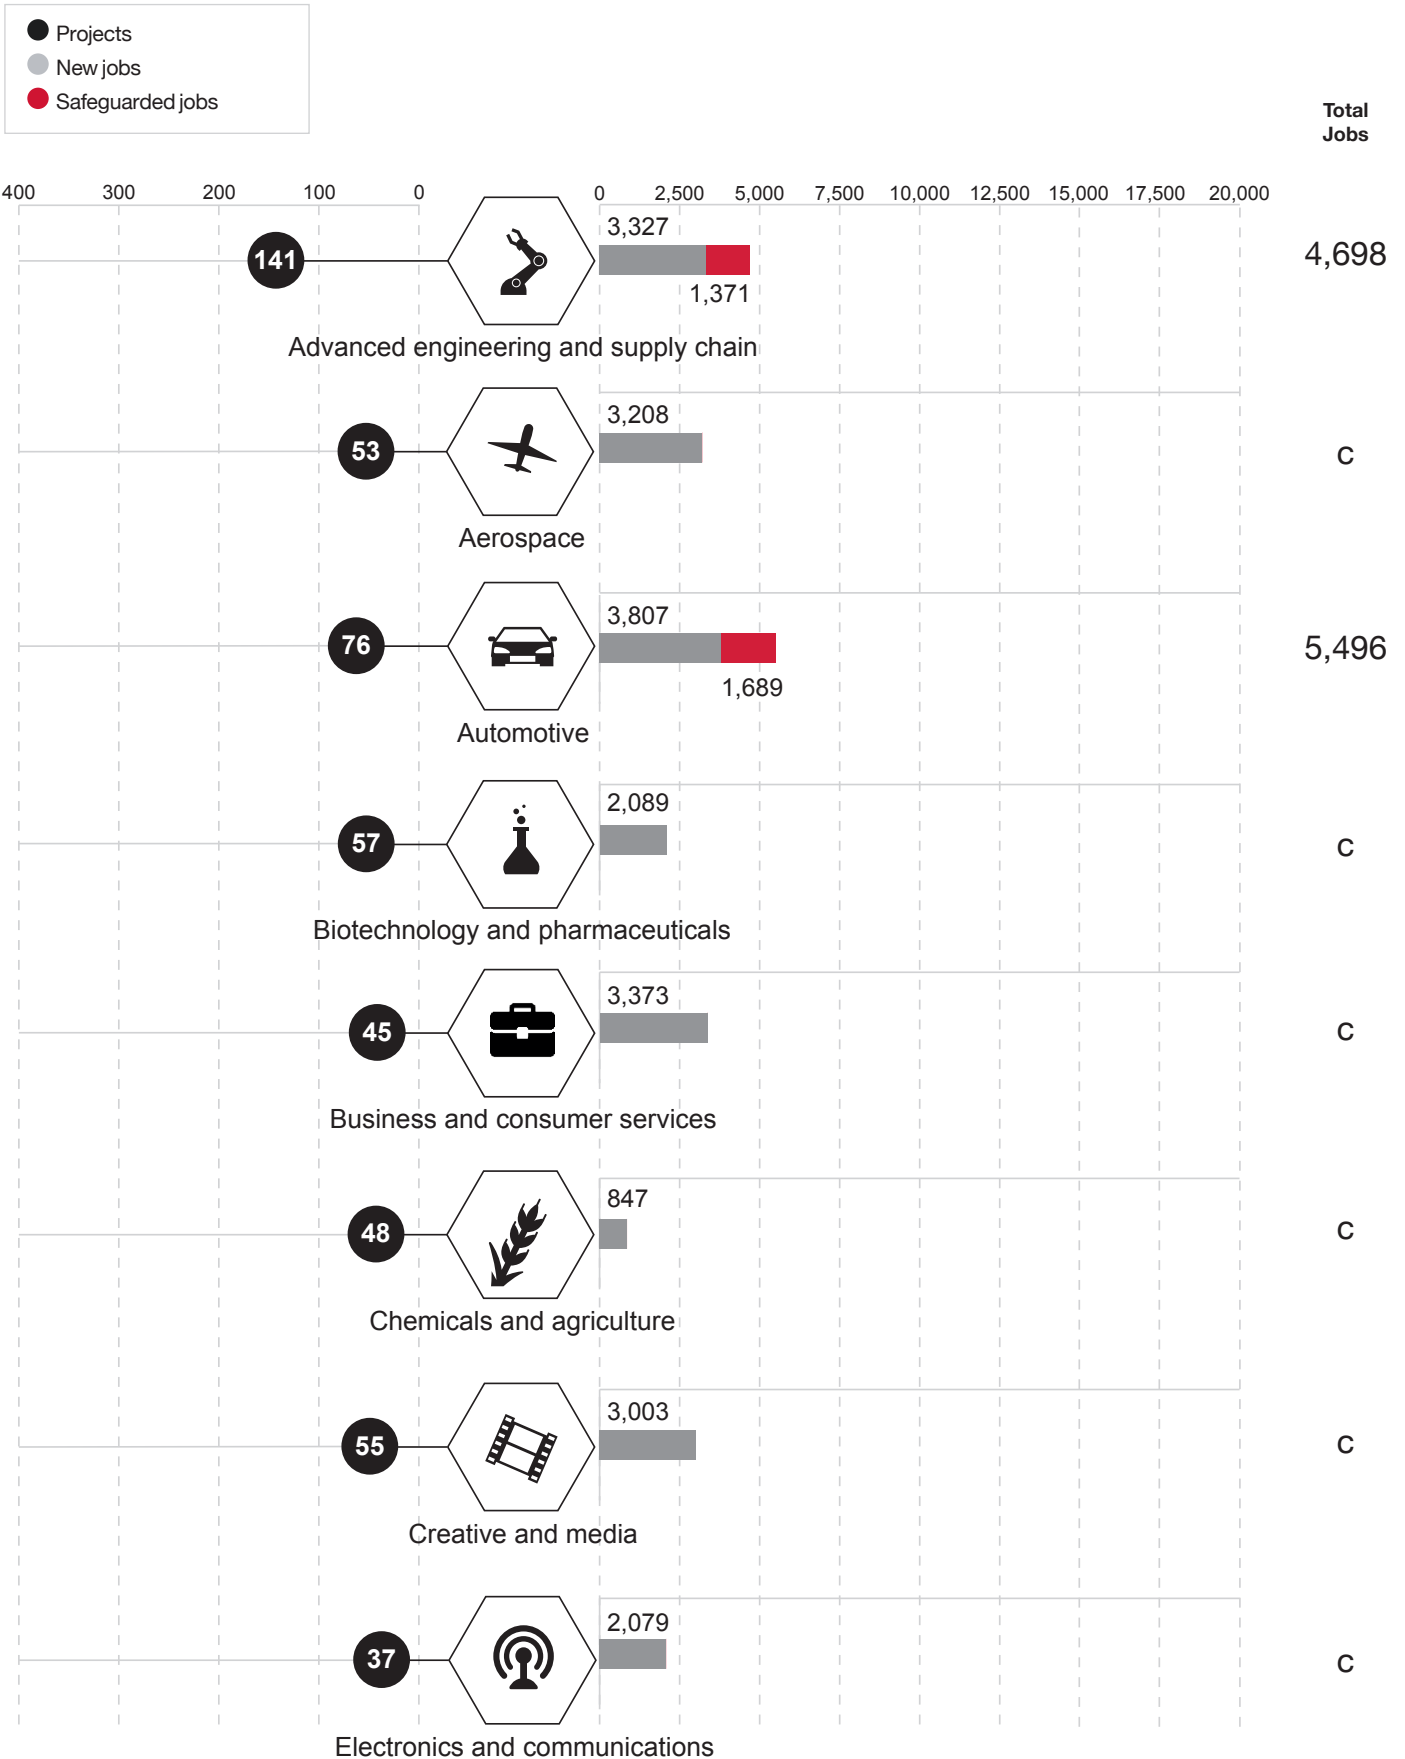 Projects
New jobs
Safeguarded jobs
Total
Jobs
400 300 200 100 0 0 2,500 5,000 7,500 10,000 12,500 15,000 17,500 20,000
3,327
141
4,698
1,371
Advanced engineering and supply chain
3,208
53
C
Aerospace
3,807
76
5,496
1,689
Automotive
2,089
57
C
Biotechnology and pharmaceuticals
3,373
45
C
Business and consumer services
847
48
C
Chemicals and agriculture
3,003
55
C
Creative and media
2,079
37
C
Electronics and communications